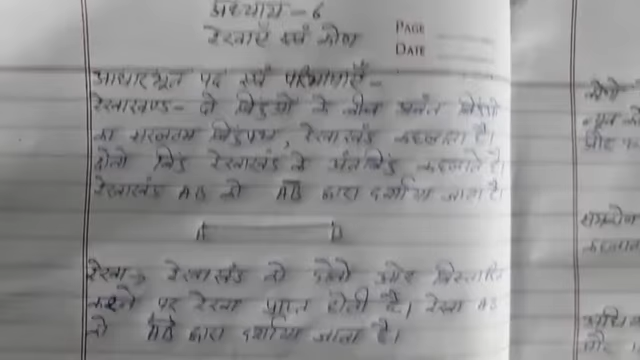 अध्याय - 6
रेखाएँ एवं कोण
PAGE
DATE
आधारभूत पद एवं परिभाषाएँ -
रेखाखण्ड - दो बिंदुओ के बीच अनंत बिंदुओ
का सरलतम बिंदुपथ, रेखाखंड कहलाता है।
दोनो बिंदु रेखाखंड के अंतबिंदु कहलाते है।
रेखाखंड AB को AB द्वारा दर्शाया जाता है।
A B
रेखा → रेखाखंड को दोनो ओर विस्तारित
करने पर रेखा प्राप्त होती है। रेखा AB
को AB द्वारा दर्शाया जाता है।